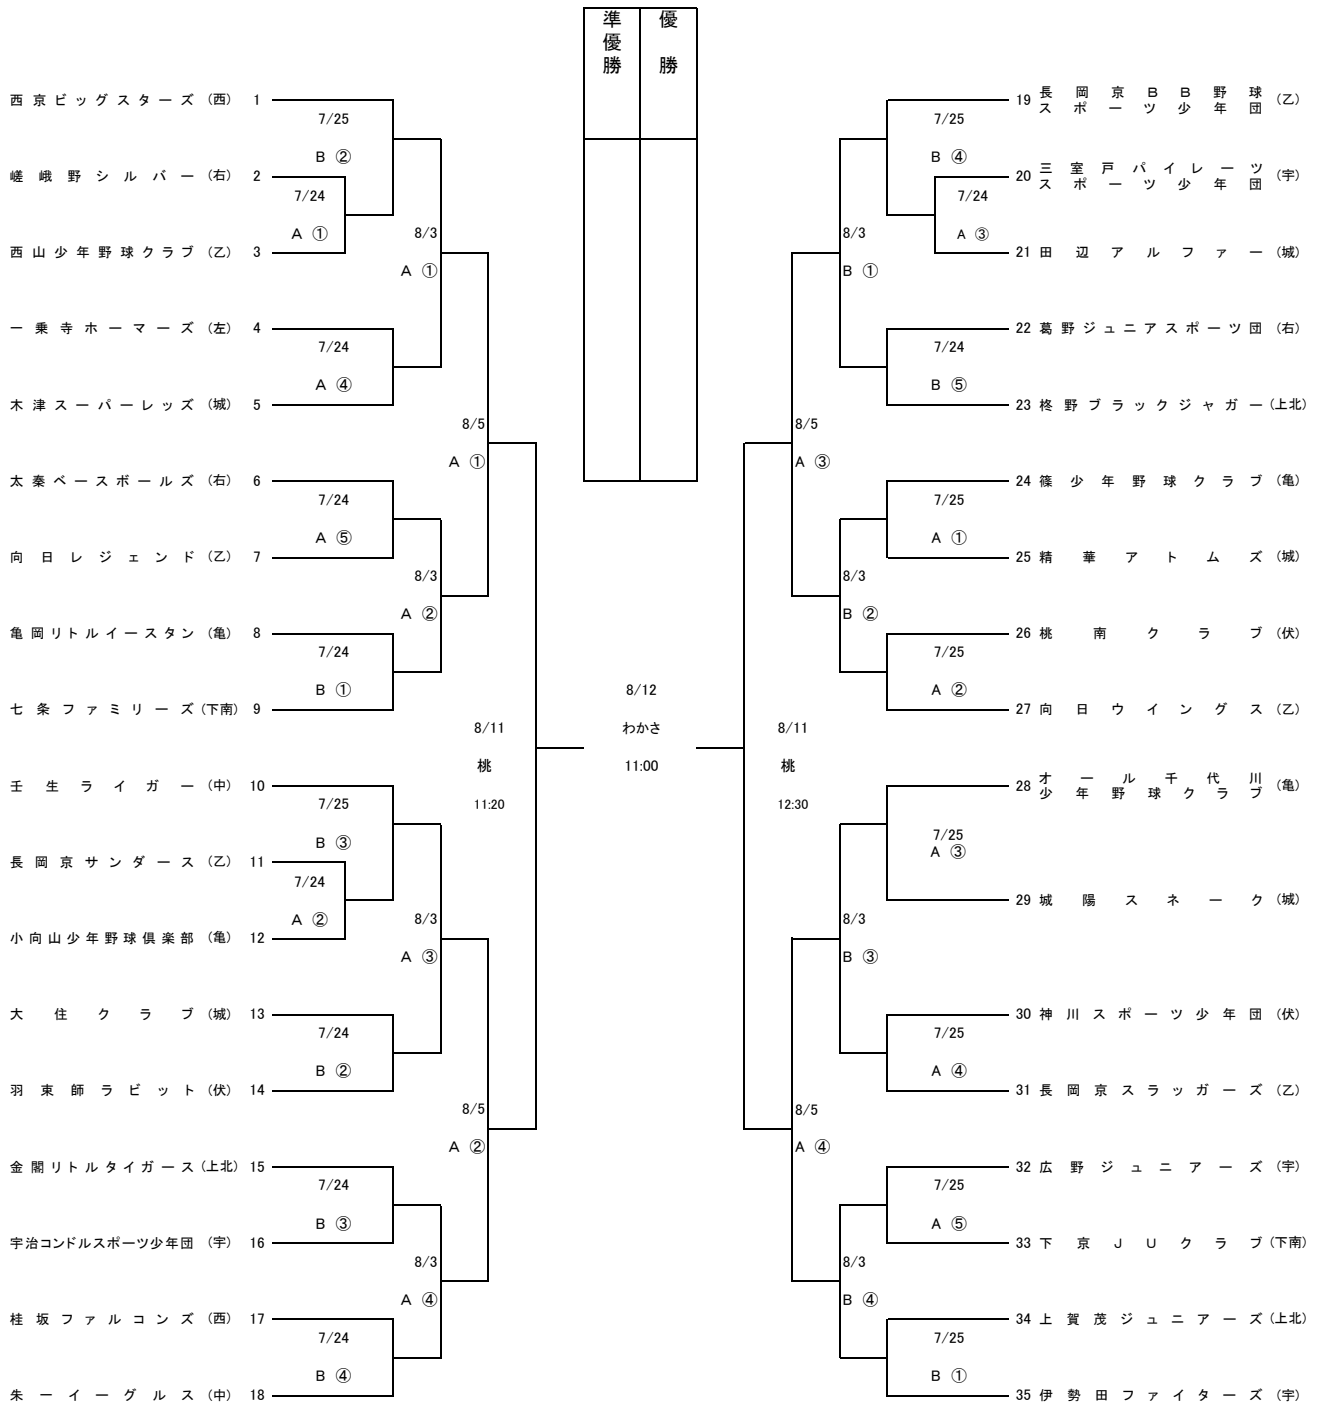 準優勝
優勝
西京ビッグスターズ (西) 1
7/25
B ②
嵯峨野シルバー (右) 2
7/24
A ①
西山少年野球クラブ (乙) 3
8/3
A ①
一乗寺ホーマーズ (左) 4
7/24
A ④
木津スーパーレッズ (城) 5
8/5
A ①
太秦ベースボールズ (右) 6
7/24
A ⑤
向日レジェンド (乙) 7
8/3
A ②
亀岡リトルイースタン (亀) 8
7/24
B ①
七条ファミリーズ (下南) 9
8/11
桃
11:20
壬生ライガー (中) 10
7/25
B ③
長岡京サンダース (乙) 11
7/24
A ②
小向山少年野球倶楽部 (亀) 12
8/3
A ③
大住クラブ (城) 13
7/24
B ②
羽束師ラビット (伏) 14
8/5
A ②
金閣リトルタイガース (上北) 15
7/24
B ③
宇治コンドルスポーツ少年団 (宇) 16
8/3
A ④
桂坂ファルコンズ (西) 17
7/24
B ④
朱一イーグルス (中) 18
8/12
わかさ
11:00
19 長岡京BB野球
スポーツ少年団 (乙)
7/25
B ④
20 三室戸パイレーツ
スポーツ少年団 (宇)
7/24
A ③
21 田辺アルファー (城)
8/3
B ①
22 葛野ジュニアスポーツ団 (右)
7/24
B ⑤
23 柊野ブラックジャガー (上北)
8/5
A ③
24 篠少年野球クラブ (亀)
7/25
A ①
25 精華アトムズ (城)
8/3
B ②
26 桃南クラブ (伏)
7/25
A ②
27 向日ウイングス (乙)
8/11
桃
12:30
28 オール千代川
少年野球クラブ (亀)
7/25
A ③
29 城陽スネーク (城)
8/3
B ③
30 神川スポーツ少年団 (伏)
7/25
A ④
31 長岡京スラッガーズ (乙)
8/5
A ④
32 広野ジュニアーズ (宇)
7/25
A ⑤
33 下京JUクラブ (下南)
8/3
B ④
34 上賀茂ジュニアーズ (上北)
7/25
B ①
35 伊勢田ファイターズ (宇)